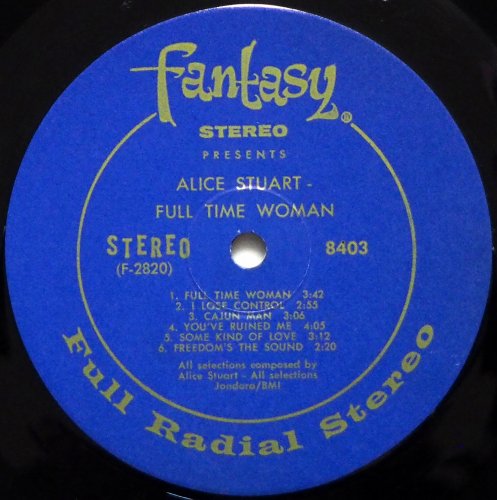 fantasy®
STEREO
PRESENTS
ALICE STUART -
FULL TIME WOMAN
STEREO
(F-2820)
8403
1. FULL TIME WOMAN 3:42
2. I LOSE CONTROL 2:55
3. CAJUN MAN 3:06
4. YOU'VE RUINED ME 4:05
5. SOME KIND OF LOVE 3:12
6. FREEDOM'S THE SOUND 2:20
All selections composed by
Alice Stuart - All selections
Jondora/BMI
Full Radial Stereo